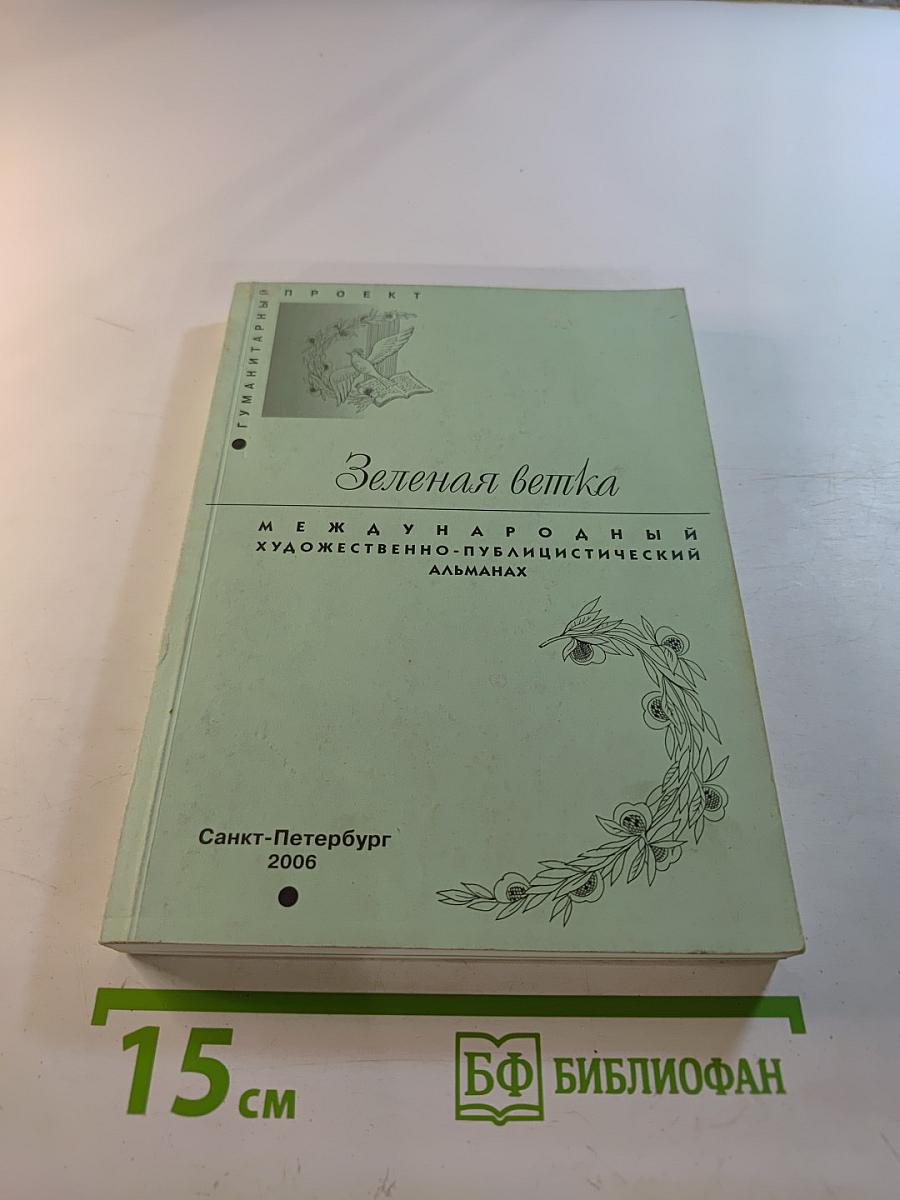 ГУМАНИТАРНЫЙ
ПРОЕКТ
Зеленая ветка
МЕЖДУНАРОДНЫЙ
ХУДОЖЕСТВЕННО-ПУБЛИЦИСТИЧЕСКИЙ
АЛЬМАНАХ
Санкт-Петербург
2006
15 см
БФ БИБЛИОФАН